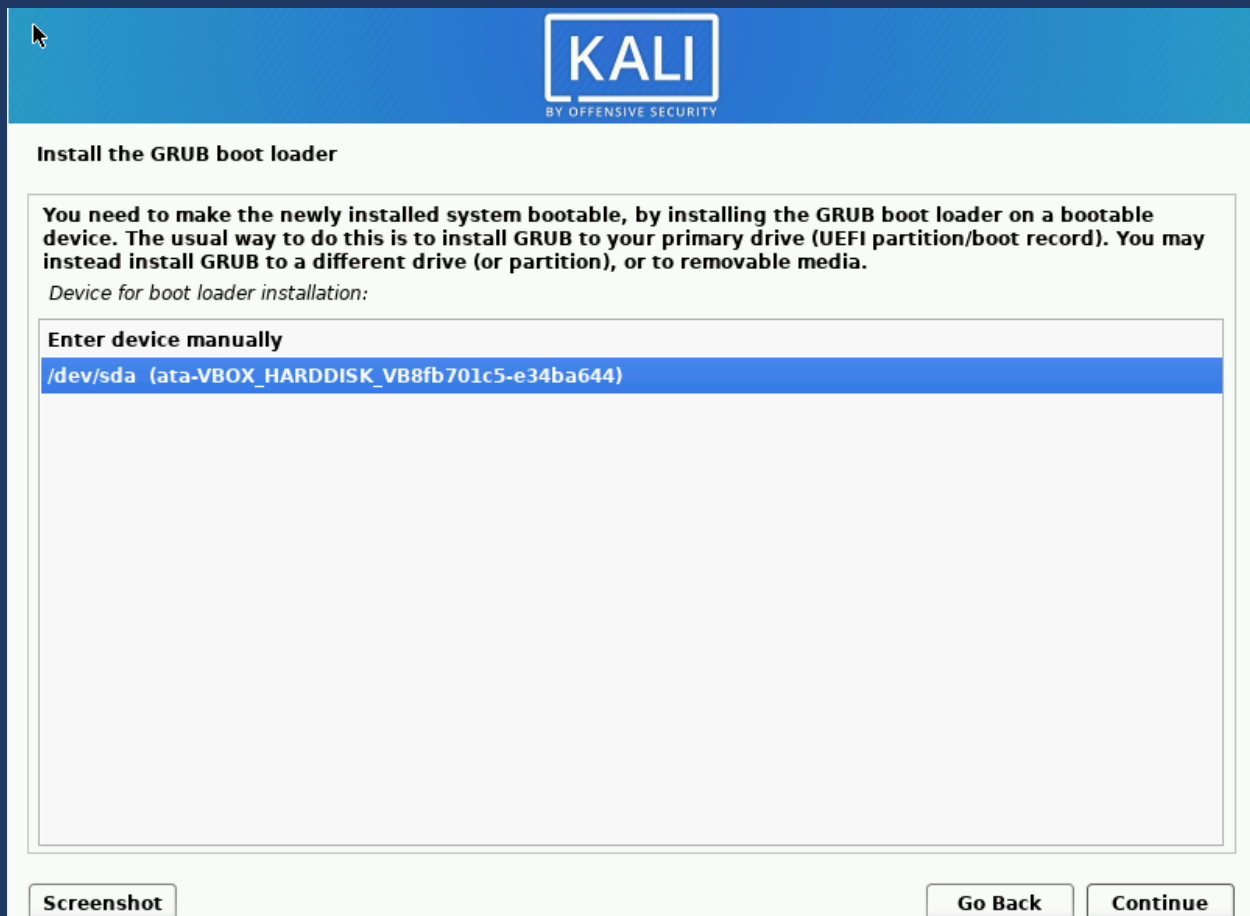 KALI
BY OFFENSIVE SECURITY
Install the GRUB boot loader
You need to make the newly installed system bootable, by installing the GRUB boot loader on a bootable
device. The usual way to do this is to install GRUB to your primary drive (UEFI partition/boot record). You may
instead install GRUB to a different drive (or partition), or to removable media.
Device for boot loader installation:
Enter device manually
/dev/sda (ata-VBOX_HARDDISK_VB8fb701c5-e34ba644)
Screenshot
Go Back
Continue